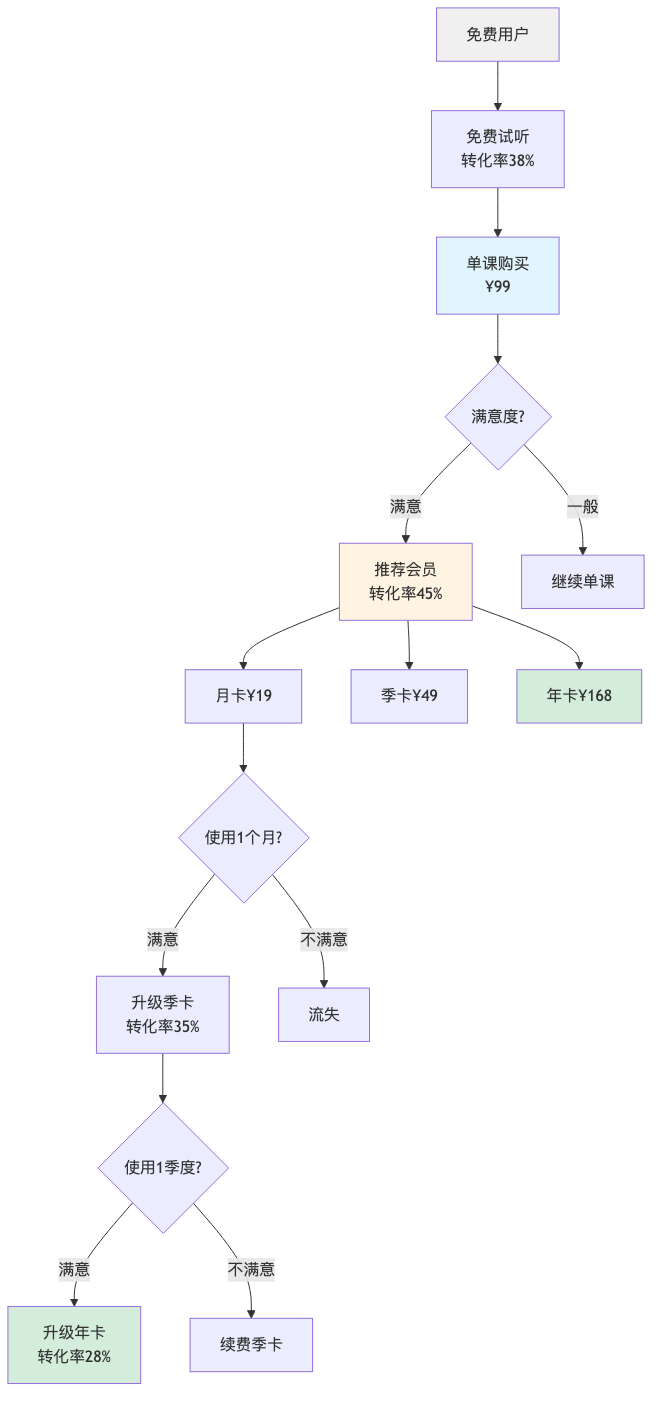 免费用户
免费试听
转化率38%
单课购买
¥99
满意度?
满意
一般
推荐会员
转化率45%
继续单课
月卡¥19
季卡¥49
年卡¥168
使用1个月?
满意
不满意
升级季卡
转化率35%
流失
使用1季度?
满意
不满意
升级年卡
转化率28%
续费季卡